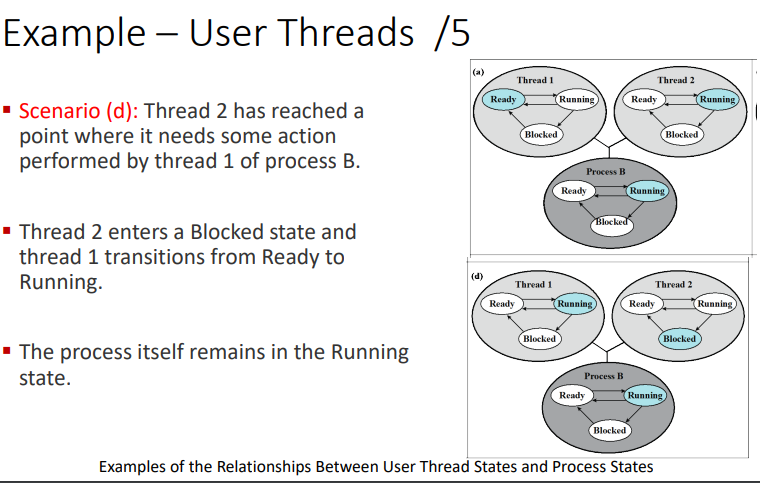 Example – User Threads /5
▪ Scenario (d): Thread 2 has reached a
point where it needs some action
performed by thread 1 of process B.
▪ Thread 2 enters a Blocked state and
thread 1 transitions from Ready to
Running.
▪ The process itself remains in the Running
state.
(a)
Thread 1
Ready
Running
Blocked
Thread 2
Ready
Running
Blocked
Process B
Ready
Running
Blocked
(d)
Thread 1
Ready
Running
Blocked
Thread 2
Ready
Running
Blocked
Process B
Ready
Running
Blocked
Examples of the Relationships Between User Thread States and Process States